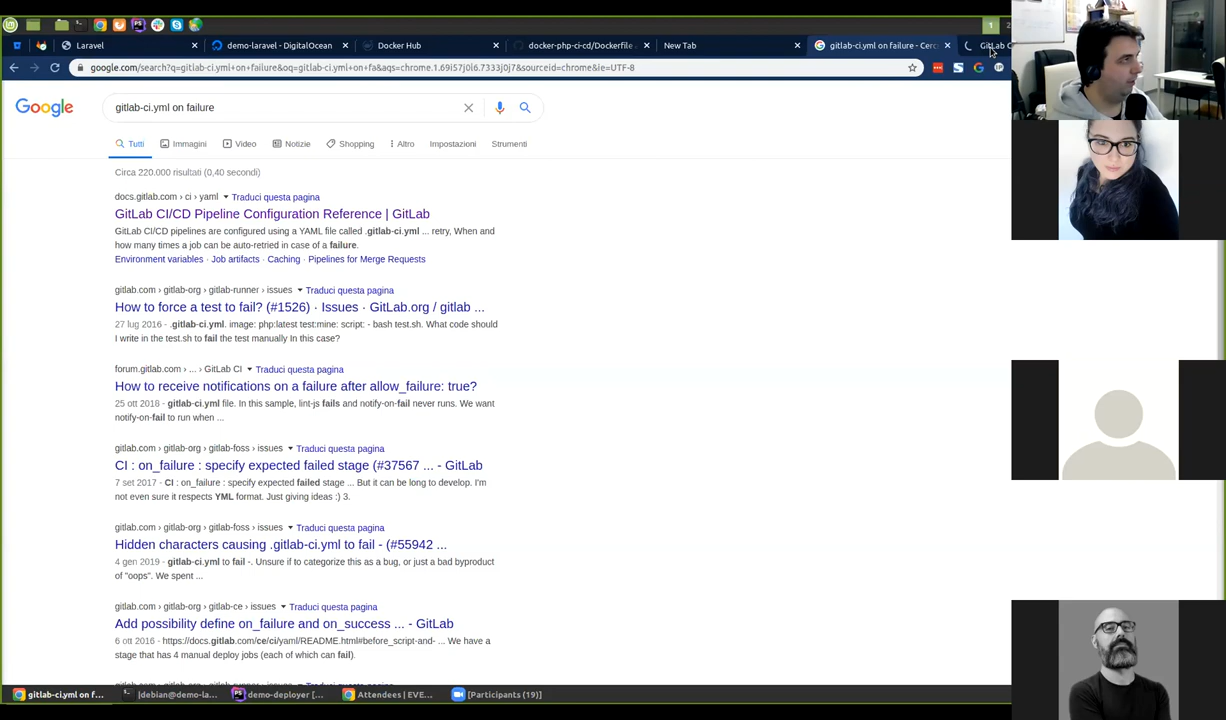 1
Laravel
demo-laravel - DigitalOcean
Docker Hub
docker-php-ci-cd/Dockerfile
New Tab
gitlab-ci.yml on failure - Cerc
GitLab C
google.com/search?q=gitlab-ci.yml+on+failure&oq=gitlab-ci.yml+on+fa&aqs=chrome.1.69i57j0l6.7333j0j7&sourceid=chrome&ie=UTF-8
Google
gitlab-ci.yml on failure
Tutti
Immagini
Video
Notizie
Shopping
Altro
Impostazioni
Strumenti
Circa 220.000 risultati (0,40 secondi)
docs.gitlab.com › ci › yaml
Traduci questa pagina
GitLab CI/CD Pipeline Configuration Reference | GitLab
GitLab CI/CD pipelines are configured using a YAML file called .gitlab-ci.yml ... retry, When and
how many times a job can be auto-retried in case of a failure.
Environment variables · Job artifacts · Caching · Pipelines for Merge Requests
gitlab.com › gitlab-org › gitlab-runner › issues
Traduci questa pagina
How to force a test to fail? (#1526) · Issues · GitLab.org / gitlab ...
27 lug 2016 - .gitlab-ci.yml. image: php:latest test:mine: script: - bash test.sh. What code should
I write in the test.sh to fail the test manually In this case?
forum.gitlab.com › ... › GitLab CI
Traduci questa pagina
How to receive notifications on a failure after allow_failure: true?
25 ott 2018 - gitlab-ci.yml file. In this sample, lint-js fails and notify-on-fail never runs. We want
notify-on-fail to run when ...
gitlab.com › gitlab-org › gitlab-foss › issues
Traduci questa pagina
CI : on_failure : specify expected failed stage (#37567 ... - GitLab
7 set 2017 - CI : on_failure : specify expected failed stage ... But it can be long to develop. I'm
not even sure it respects YML format. Just giving ideas :) 3.
gitlab.com › gitlab-org › gitlab-foss › issues
Traduci questa pagina
Hidden characters causing .gitlab-ci.yml to fail - (#55942 ...
4 gen 2019 - gitlab-ci.yml to fail -. Unsure if to categorize this as a bug, or just a bad byproduct
of "oops". We spent ...
gitlab.com › gitlab-org › gitlab-ce › issues
Traduci questa pagina
Add possibility define on_failure and on_success ... - GitLab
6 ott 2016 - https://docs.gitlab.com/ce/ci/yaml/README.html#before_script-and- ... We have a
stage that has 4 manual deploy jobs (each of which can fail).
gitlab-ci.yml on f...
[debian@demo-la...
demo-deployer [...
Attendees | EVE...
[Participants (19)]